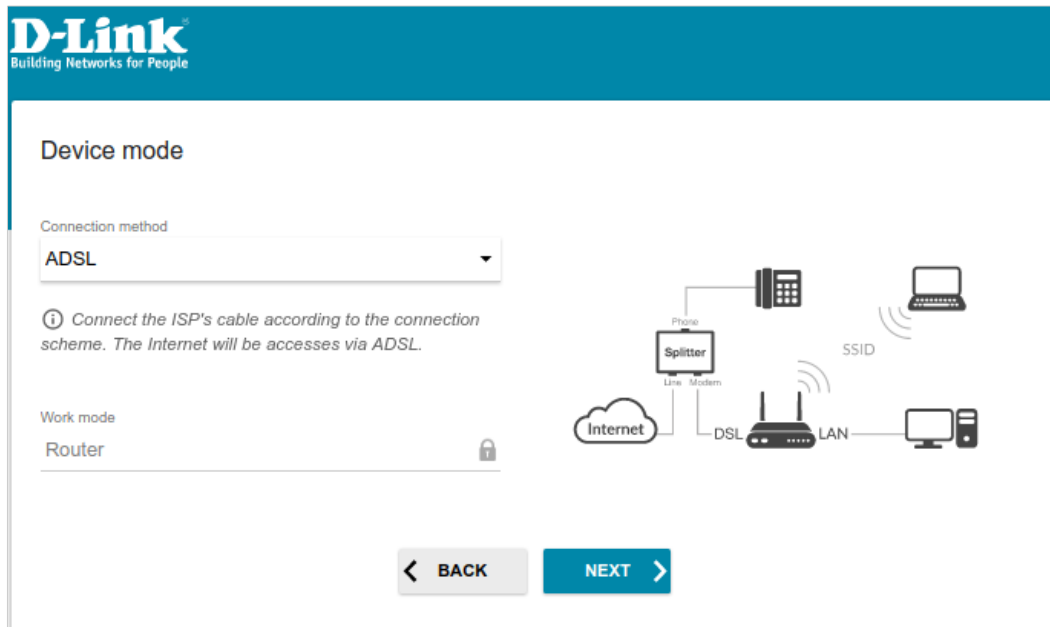 D-Link
Building Networks for People
Device mode
Connection method
ADSL
Connect the ISP's cable according to the connection
scheme. The Internet will be accesses via ADSL.
Work mode
Router
Phone
Splitter
Line Modem
Internet
DSL
LAN
SSID
BACK
NEXT